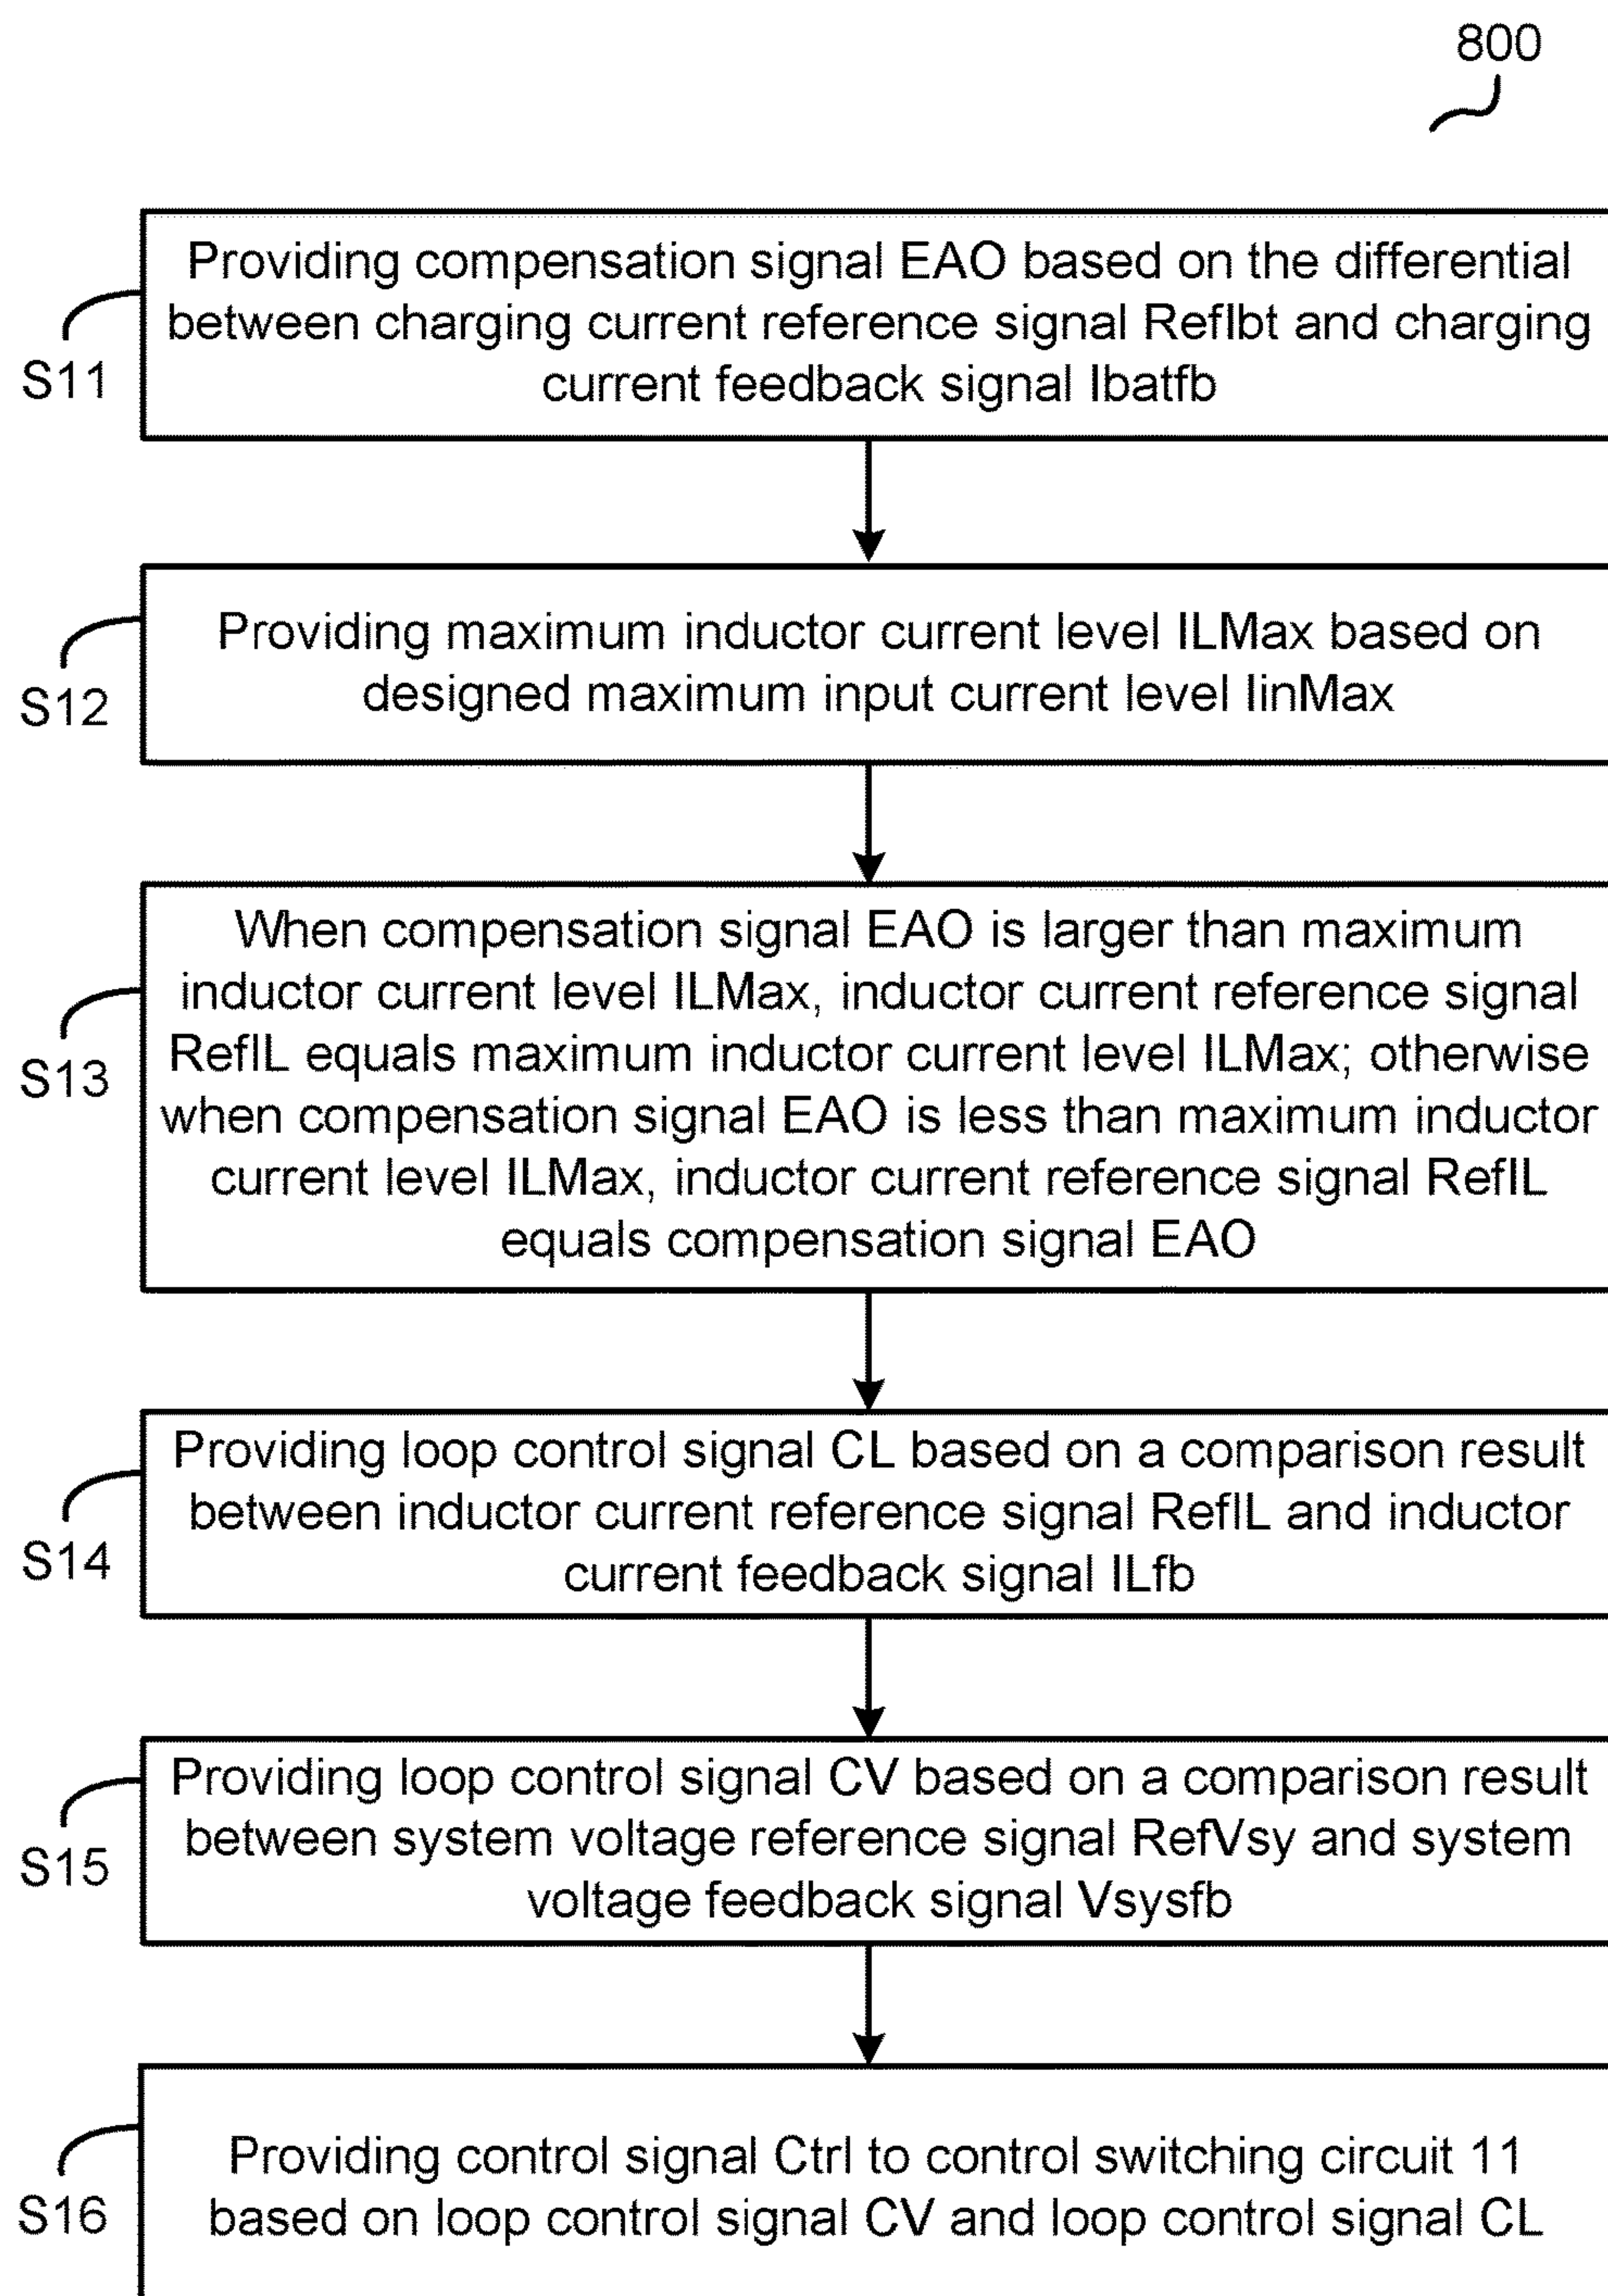 800
Providing compensation signal EAO based on the differential
between charging current reference signal RefIbt and charging
current feedback signal Ibatfb
S11
Providing maximum inductor current level ILMax based on
designed maximum input current level IinMax
S12
When compensation signal EAO is larger than maximum
inductor current level ILMax, inductor current reference signal
RefIL equals maximum inductor current level ILMax; otherwise
when compensation signal EAO is less than maximum inductor
current level ILMax, inductor current reference signal RefIL
equals compensation signal EAO
S13
Providing loop control signal CL based on a comparison result
between inductor current reference signal RefIL and inductor
current feedback signal ILfb
S14
Providing loop control signal CV based on a comparison result
between system voltage reference signal RefVsy and system
voltage feedback signal Vsysfb
S15
Providing control signal Ctrl to control switching circuit 11
based on loop control signal CV and loop control signal CL
S16